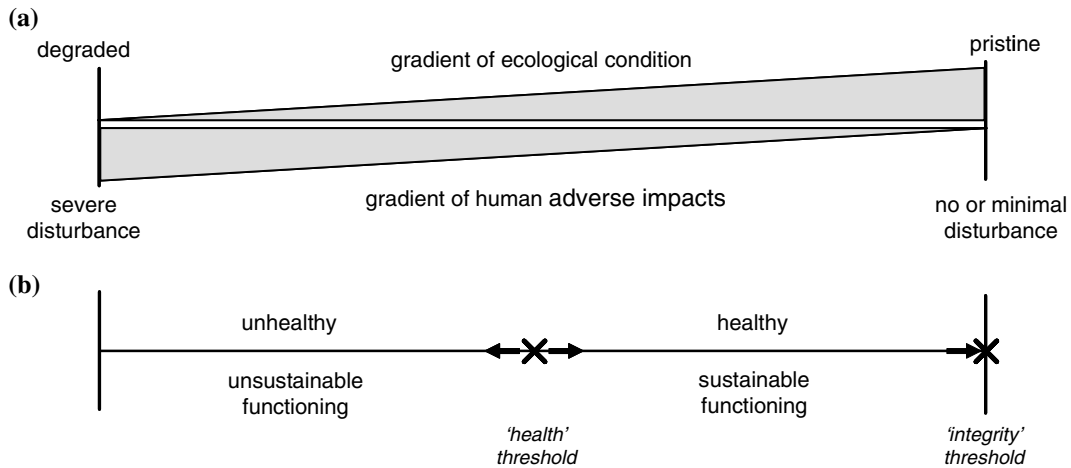 (a)
degraded
pristine
gradient of ecological condition
gradient of human adverse impacts
severe
disturbance
no or minimal
disturbance
(b)
unhealthy
healthy
unsustainable
functioning
sustainable
functioning
‘health’
threshold
‘integrity’
threshold